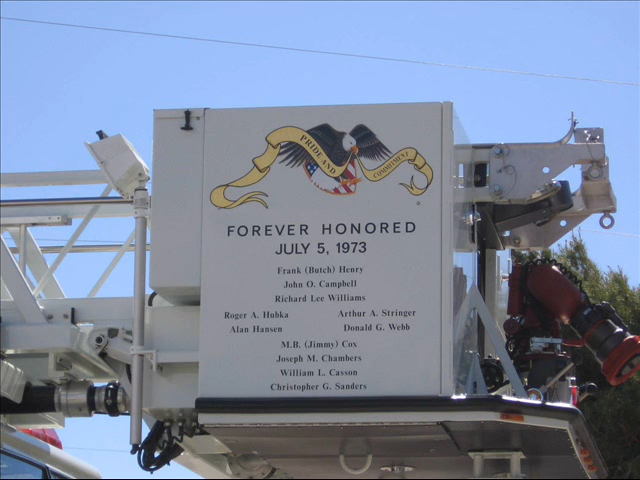 PRIDE AND COMMITMENT
FOREVER HONORED
JULY 5, 1973
Frank (Butch) Henry
John O. Campbell
Richard Lee Williams
Roger A. Hubka Arthur A. Stringer
Alan Hansen Donald G. Webb
M.B. (Jimmy) Cox
Joseph M. Chambers
William L. Casson
Christopher G. Sanders